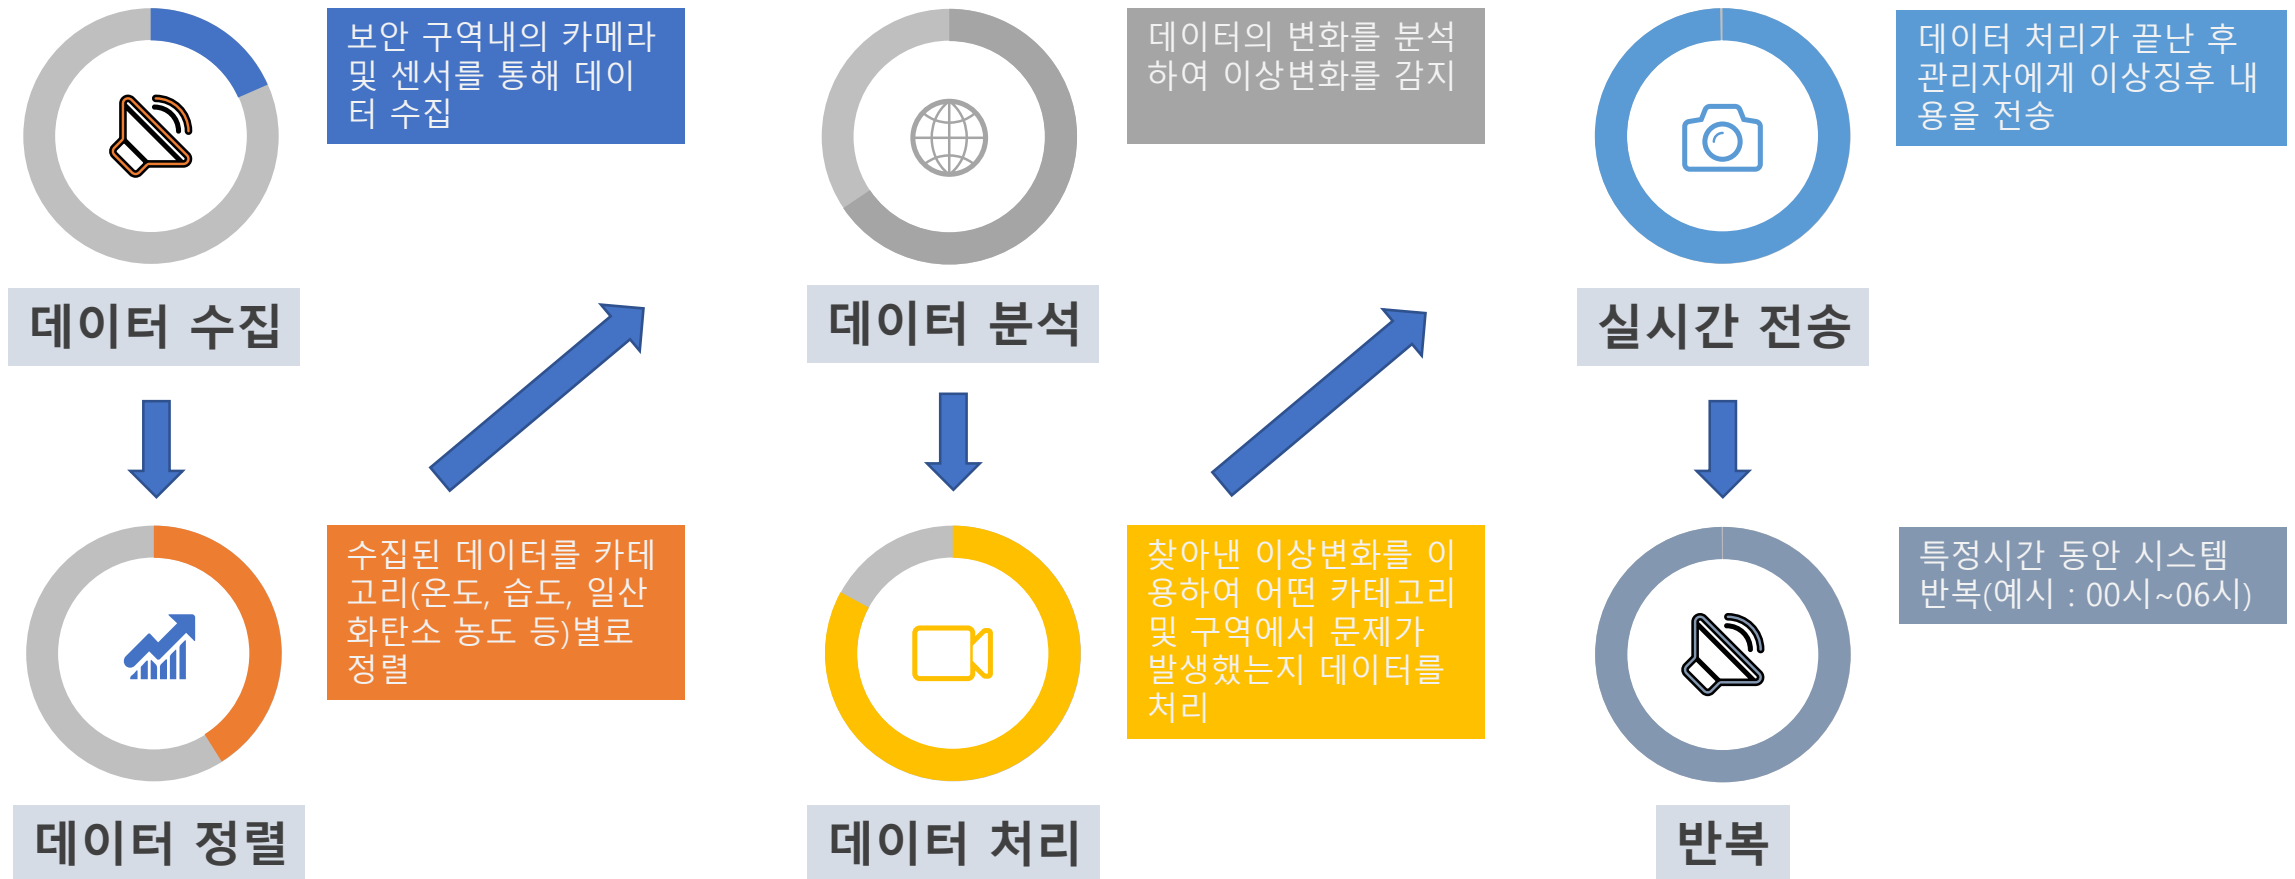 보안 구역내의 카메라
및 센서를 통해 데이
터 수집
데이터 수집
수집된 데이터를 카테
고리(온도, 습도, 일산
화탄소 농도 등)별로
정렬
데이터 정렬
데이터의 변화를 분석
하여 이상변화를 감지
데이터 분석
찾아낸 이상변화를 이
용하여 어떤 카테고리
및 구역에서 문제가
발생했는지 데이터를
처리
데이터 처리
데이터 처리가 끝난 후
관리자에게 이상징후 내
용을 전송
실시간 전송
특정시간 동안 시스템
반복(예시 : 00시~06시)
반복